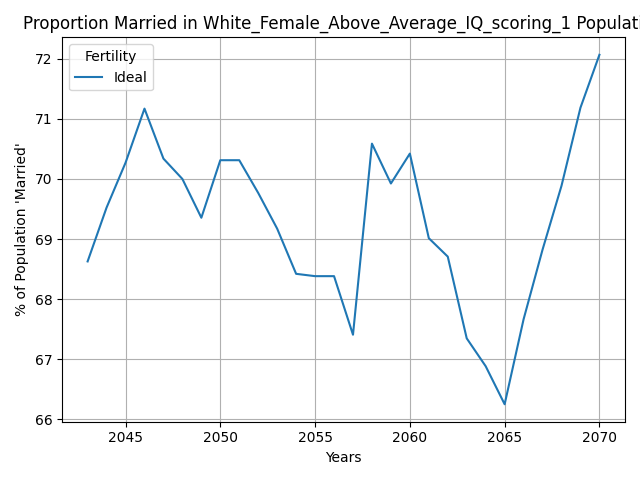 Proportion Married in White_Female_Above_Average_IQ_scoring_1 Populati
Fertility
Ideal
% of Population 'Married'
72
71
70
69
68
67
66
2045 2050 2055 2060 2065 2070
Years